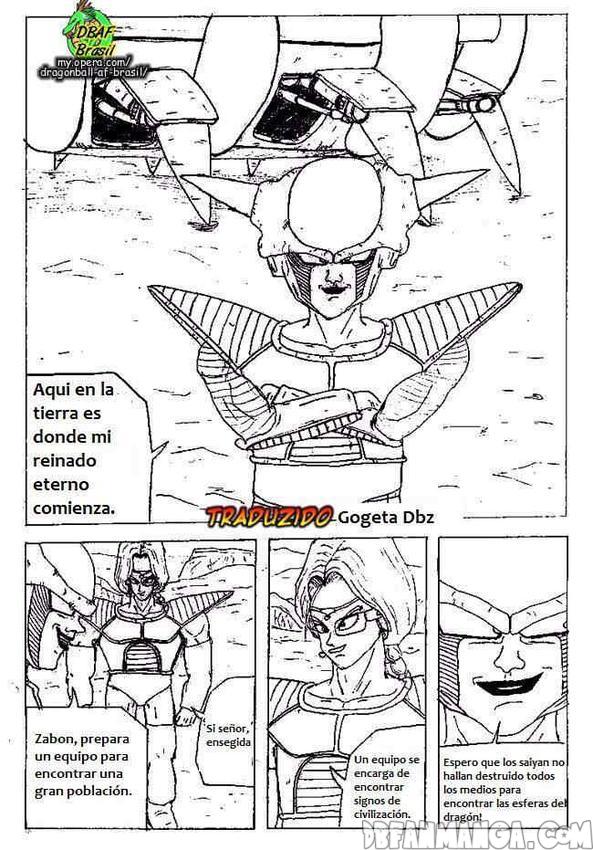 DBAF
Brasil
my.opera.com/
dragonball-af-brasil/
Aqui en la
tierra es
donde mi
reinado
eterno
comienza.
TRADUZIDO Gogeta Dbz
Zabon, prepara
un equipo para
encontrar una
gran población.
Si señor,
ensegida
Un equipo se
encarga de
encontrar
signos de
civilización.
Espero que los saiyan no
hallan destruido todos
los medios para
encontrar las esferas del
dragón!
DBFANMANGA.COM